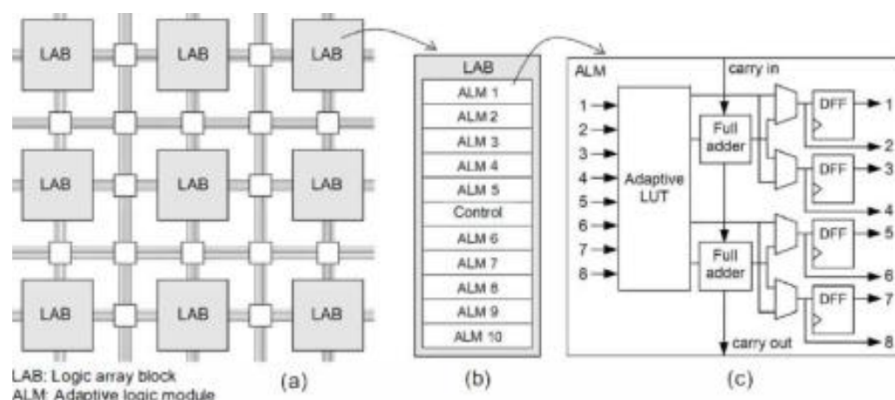 LAB LAB LAB
LAB LAB LAB
LAB LAB LAB
LAB: Logic array block
ALM: Adaptive logic module
(a)
LAB
ALM 1
ALM 2
ALM 3
ALM 4
ALM 5
Control
ALM 6
ALM 7
ALM 8
ALM 9
ALM 10
(b)
ALM
carry in
1
2
3
4
5
6
7
8
Adaptive
LUT
Full
adder
Full
adder
DFF
DFF
DFF
DFF
1
2
3
4
5
6
7
8
carry out
(c)